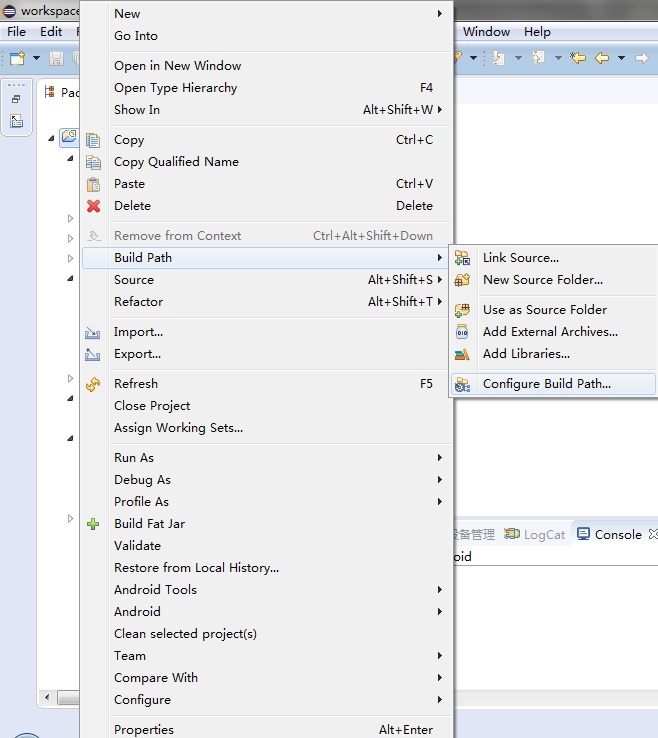 workspace
New
File Edit
Window Help
Go Into
Open in New Window
Open Type Hierarchy F4
Show In Alt+Shift+W
Copy Ctrl+C
Copy Qualified Name
Paste Ctrl+V
Delete Delete
Remove from Context Ctrl+Alt+Shift+Down
Build Path
Source Alt+Shift+S
Refactor Alt+Shift+T
Link Source...
New Source Folder...
Use as Source Folder
Add External Archives...
Add Libraries...
Configure Build Path...
Import...
Export...
Refresh F5
Close Project
Assign Working Sets...
Run As
Debug As
Profile As
Build Fat Jar
Validate
Restore from Local History...
Android Tools
Android
Clean selected project(s)
Team
Compare With
Configure
Properties Alt+Enter
设备管理 LogCat Console
oid